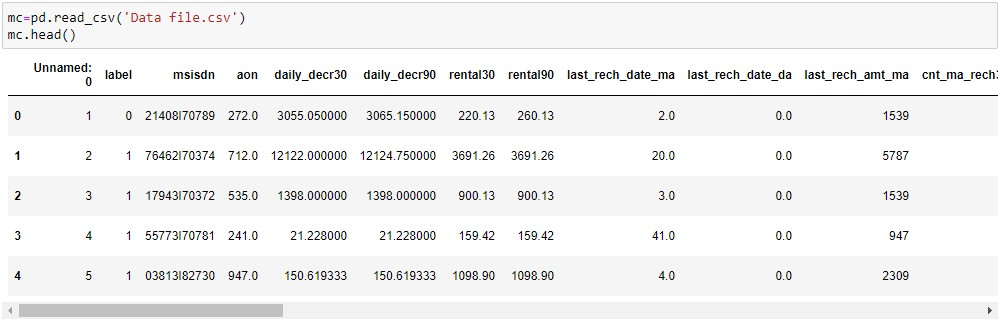 mc=pd.read_csv('Data file.csv')
mc.head()
Unnamed: 0 label msisdn aon daily_decr30 daily_decr90 rental30 rental90 last_rech_date_ma last_rech_date_da last_rech_amt_ma cnt_ma_rech3
0 1 0 21408I70789 272.0 3055.050000 3065.150000 220.13 260.13 2.0 0.0 1539
1 2 1 76462I70374 712.0 12122.000000 12124.750000 3691.26 3691.26 20.0 0.0 5787
2 3 1 17943I70372 535.0 1398.000000 1398.000000 900.13 900.13 3.0 0.0 1539
3 4 1 55773I70781 241.0 21.228000 21.228000 159.42 159.42 41.0 0.0 947
4 5 1 03813I82730 947.0 150.619333 150.619333 1098.90 1098.90 4.0 0.0 2309